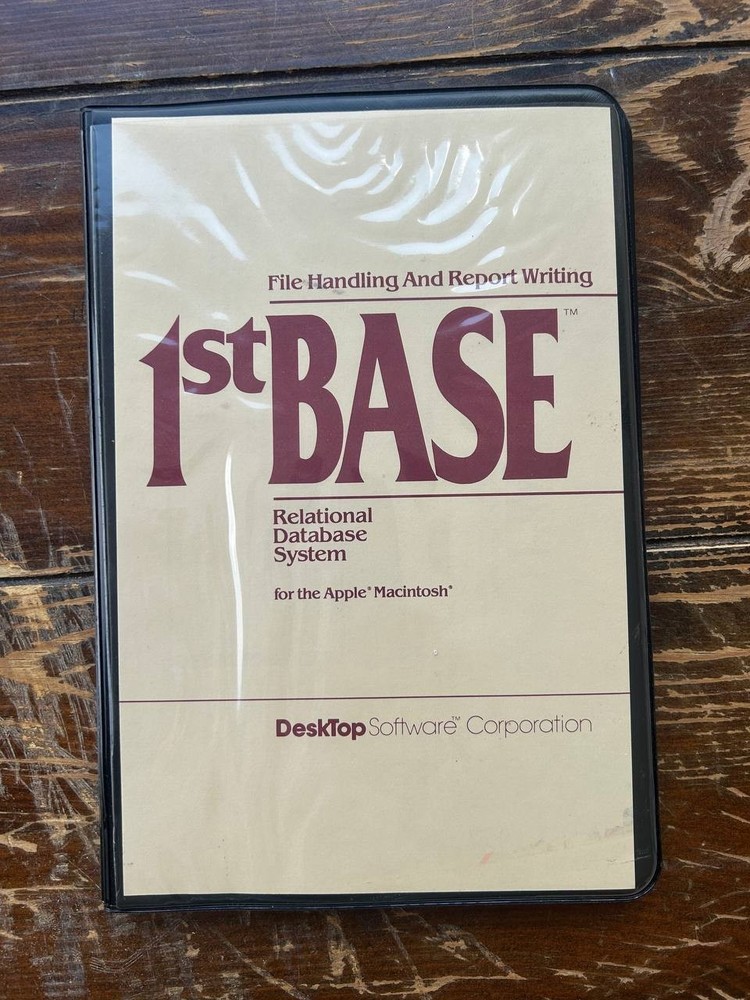 File Handling And Report Writing
1st BASE™
Relational
Database
System
for the Apple® Macintosh®
DeskTop Software™ Corporation